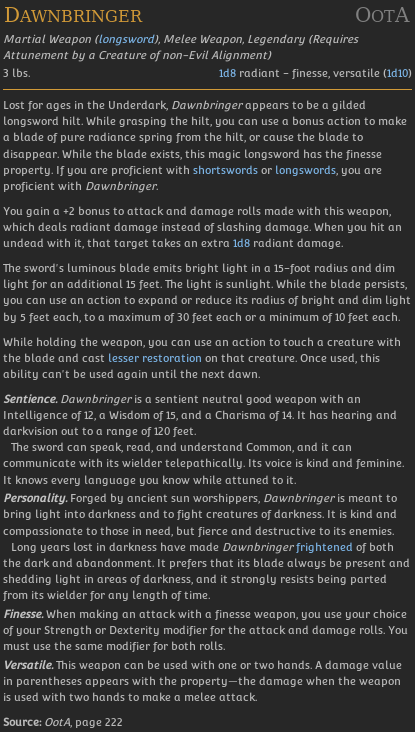 DAWNBRINGER OotA
Martial Weapon (longsword), Melee Weapon, Legendary (Requires
Attunement by a Creature of non-Evil Alignment)
3 lbs. 1d8 radiant - finesse, versatile (1d10)
Lost for ages in the Underdark, Dawnbringer appears to be a gilded
longsword hilt. While grasping the hilt, you can use a bonus action to make
a blade of pure radiance spring from the hilt, or cause the blade to
disappear. While the blade exists, this magic longsword has the finesse
property. If you are proficient with shortswords or longswords, you are
proficient with Dawnbringer.
You gain a +2 bonus to attack and damage rolls made with this weapon,
which deals radiant damage instead of slashing damage. When you hit an
undead with it, that target takes an extra 1d8 radiant damage.
The sword's luminous blade emits bright light in a 15-foot radius and dim
light for an additional 15 feet. The light is sunlight. While the blade persists,
you can use an action to expand or reduce its radius of bright and dim light
by 5 feet each, to a maximum of 30 feet each or a minimum of 10 feet each.
While holding the weapon, you can use an action to touch a creature with
the blade and cast lesser restoration on that creature. Once used, this
ability can't be used again until the next dawn.
Sentience. Dawnbringer is a sentient neutral good weapon with an
Intelligence of 12, a Wisdom of 15, and a Charisma of 14. It has hearing and
darkvision out to a range of 120 feet.
The sword can speak, read, and understand Common, and it can
communicate with its wielder telepathically. Its voice is kind and feminine.
It knows every language you know while attuned to it.
Personality. Forged by ancient sun worshippers, Dawnbringer is meant to
bring light into darkness and to fight creatures of darkness. It is kind and
compassionate to those in need, but fierce and destructive to its enemies.
Long years lost in darkness have made Dawnbringer frightened of both
the dark and abandonment. It prefers that its blade always be present and
shedding light in areas of darkness, and it strongly resists being parted
from its wielder for any length of time.
Finesse. When making an attack with a finesse weapon, you use your choice
of your Strength or Dexterity modifier for the attack and damage rolls. You
must use the same modifier for both rolls.
Versatile. This weapon can be used with one or two hands. A damage value
in parentheses appears with the property—the damage when the weapon
is used with two hands to make a melee attack.
Source: OotA, page 222